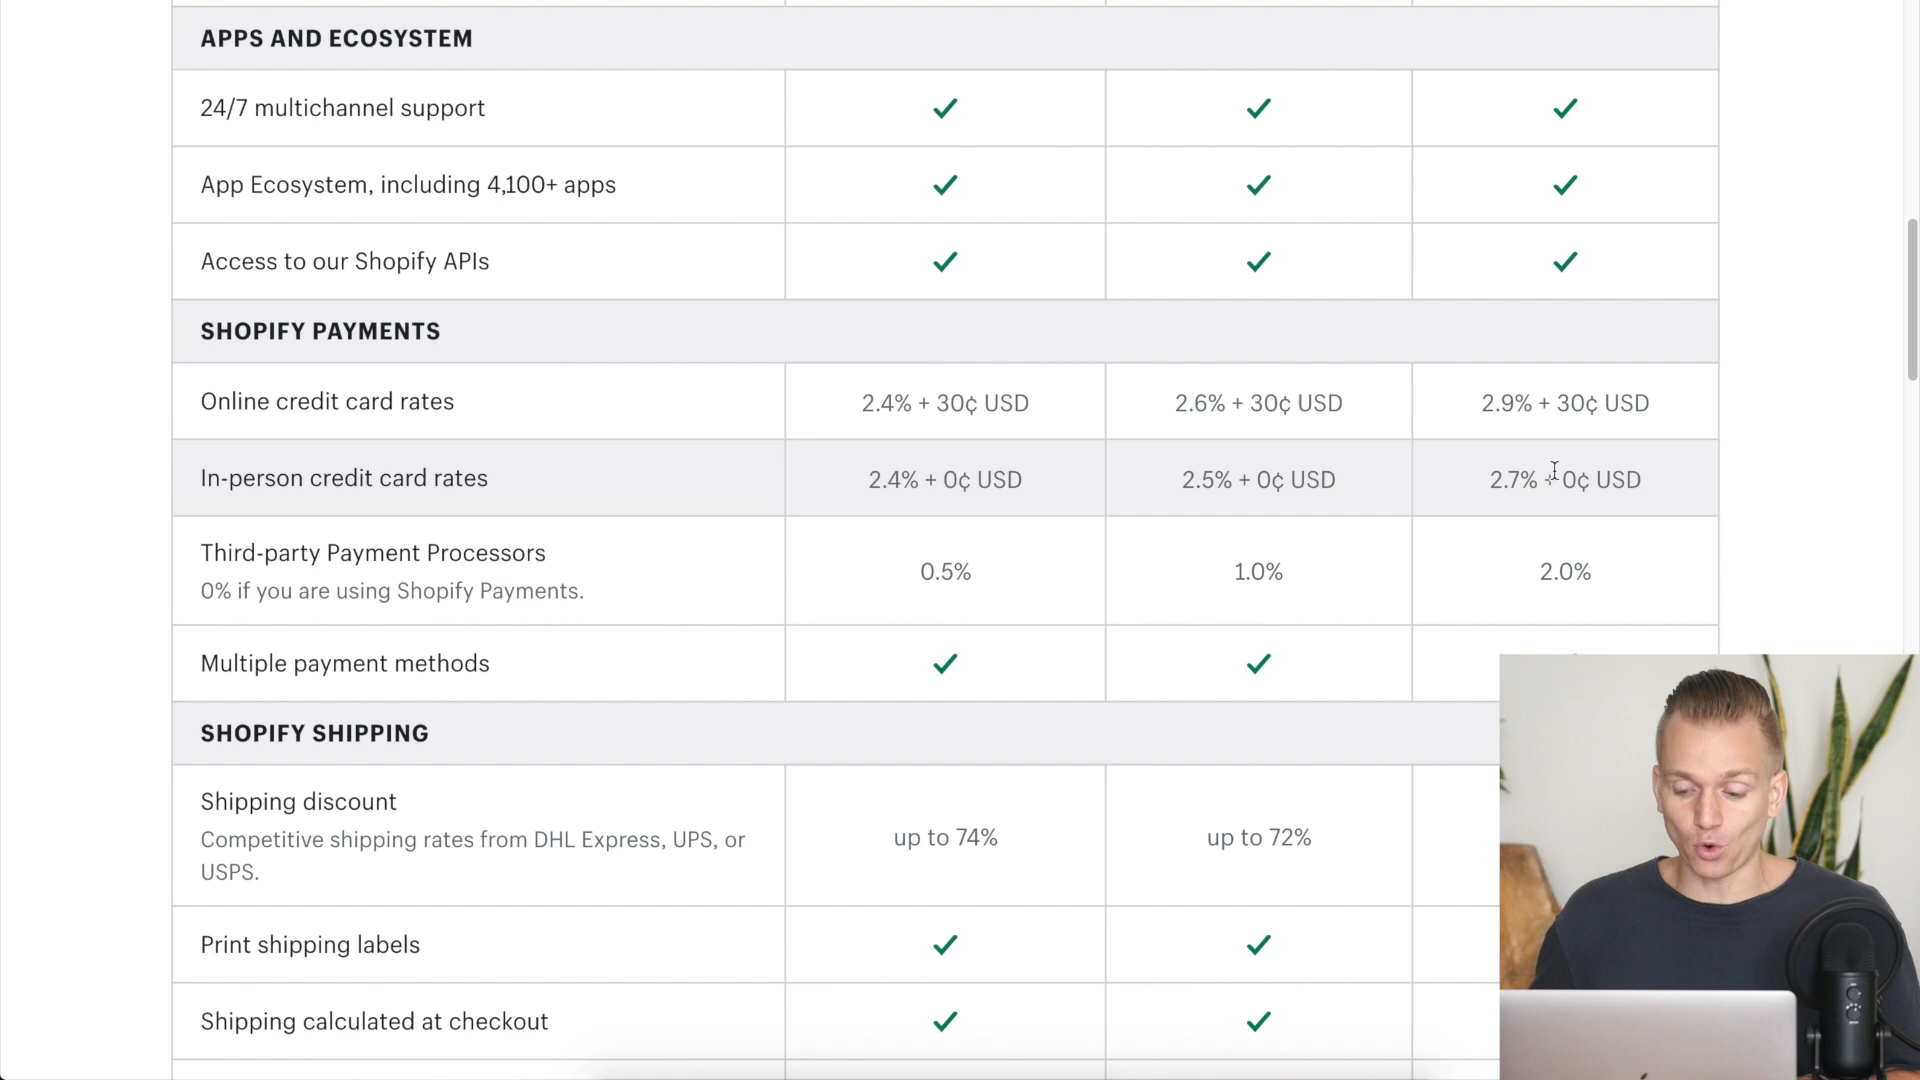 APPS AND ECOSYSTEM
24/7 multichannel support
App Ecosystem, including 4,100+ apps
Access to our Shopify APIs
SHOPIFY PAYMENTS
Online credit card rates 2.4% + 30¢ USD 2.6% + 30¢ USD 2.9% + 30¢ USD
In-person credit card rates 2.4% + 0¢ USD 2.5% + 0¢ USD 2.7% + 0¢ USD
Third-party Payment Processors 0.5% 1.0% 2.0%
0% if you are using Shopify Payments.
Multiple payment methods
SHOPIFY SHIPPING
Shipping discount up to 74% up to 72%
Competitive shipping rates from DHL Express, UPS, or
USPS.
Print shipping labels
Shipping calculated at checkout